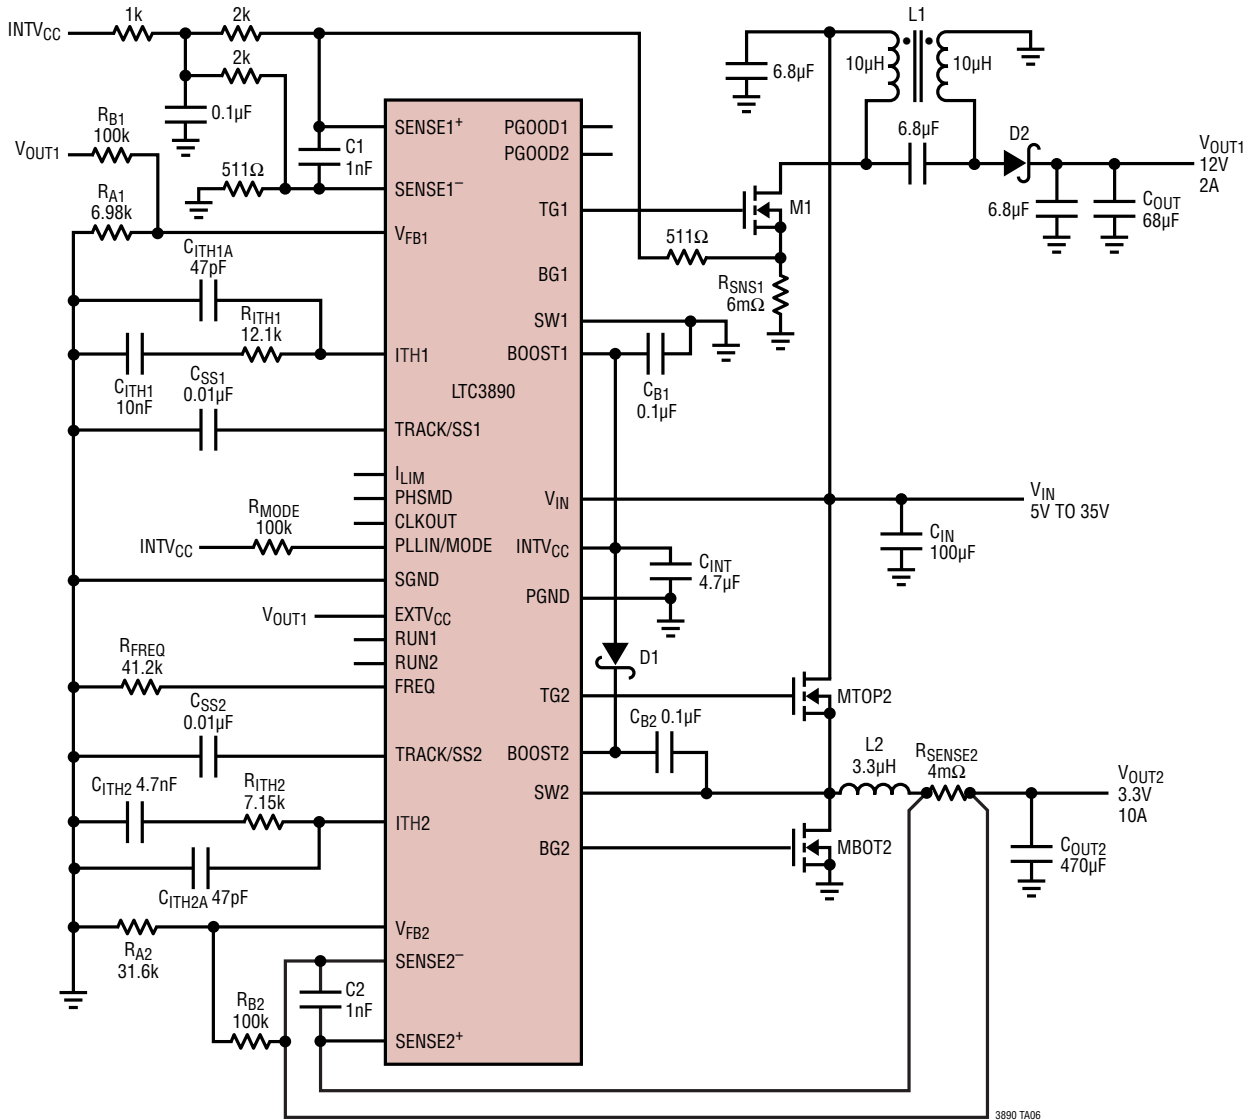 INTVCC
1k
2k
2k
0.1µF
RB1
100k
VOUT1
RA1
6.98k
511Ω
C1
1nF
CITH1A
47pF
RITH1
12.1k
CITH1
10nF
CSS1
0.01µF
RMODE
100k
INTVCC
VOUT1
RFREQ
41.2k
CSS2
0.01µF
CITH2 4.7nF
RITH2
7.15k
CITH2A 47pF
RA2
31.6k
RB2
100k
C2
1nF
SENSE1+
SENSE1–
VFB1
ITH1
LTC3890
TRACK/SS1
ILIM
PHSMD
CLKOUT
PLLIN/MODE
SGND
EXTVCC
RUN1
RUN2
FREQ
TRACK/SS2
ITH2
VFB2
SENSE2–
SENSE2+
PGOOD1
PGOOD2
TG1
BG1
SW1
BOOST1
VIN
INTVCC
PGND
TG2
BOOST2
SW2
BG2
6.8µF
L1
10µH
10µH
6.8µF
D2
VOUT1
12V
2A
6.8µF
COUT
68µF
M1
511Ω
RSNS1
6mΩ
CB1
0.1µF
VIN
5V TO 35V
CIN
100µF
CINT
4.7µF
D1
MTOP2
CB2 0.1µF
L2
3.3µH
RSENSE2
4mΩ
VOUT2
3.3V
10A
MBOT2
COUT2
470µF
3890 TA06